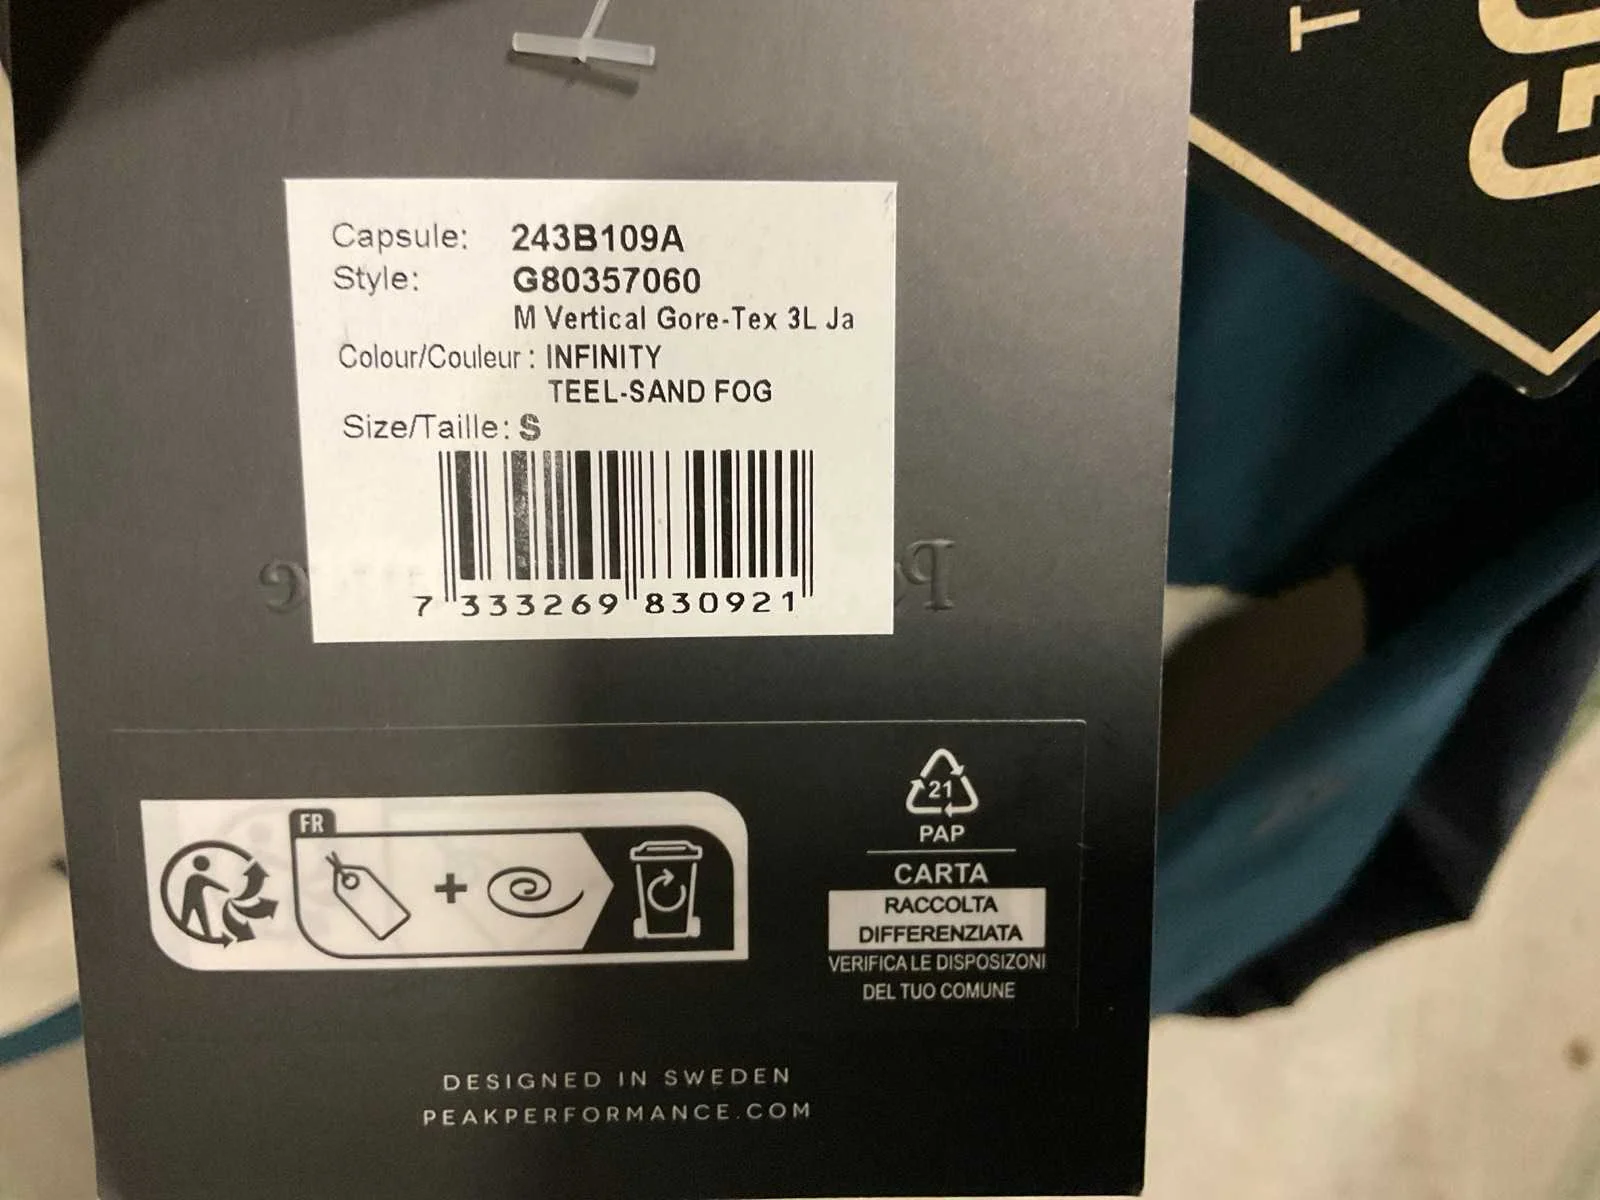 Capsule: 243B109A
Style: G80357060
M Vertical Gore-Tex 3L Ja
Colour/Couleur : INFINITY
TEEL-SAND FOG
Size/Taille: S
7 333269 830921
FR
+
21
PAP
CARTA
RACCOLTA
DIFFERENZIATA
VERIFICA LE DISPOSIZONI
DEL TUO COMUNE
DESIGNED IN SWEDEN
PEAKPERFORMANCE.COM